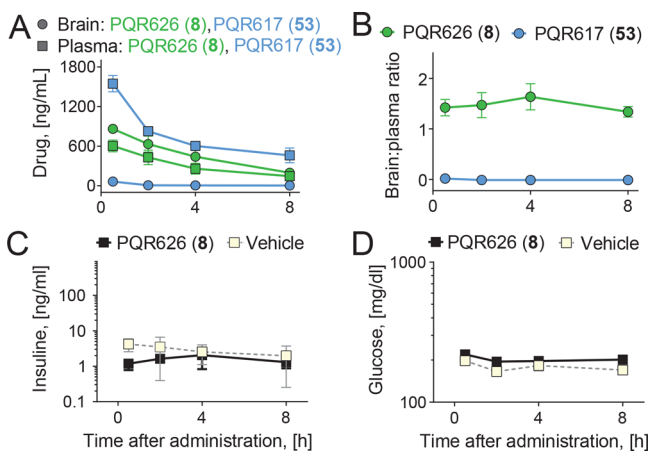 A
Brain: PQR626 (8), PQR617 (53)
Plasma: PQR626 (8), PQR617 (53)
Drug, [ng/mL]
1800
1200
600
0
0 4 8
B
PQR626 (8) PQR617 (53)
Brain:plasma ratio
2
1
0
0 4 8
C
PQR626 (8) Vehicle
Insuline, [ng/ml]
100
10
1
0.1
0 4 8
Time after administration, [h]
D
PQR626 (8) Vehicle
Glucose, [mg/dl]
1000
100
0 4 8
Time after administration, [h]